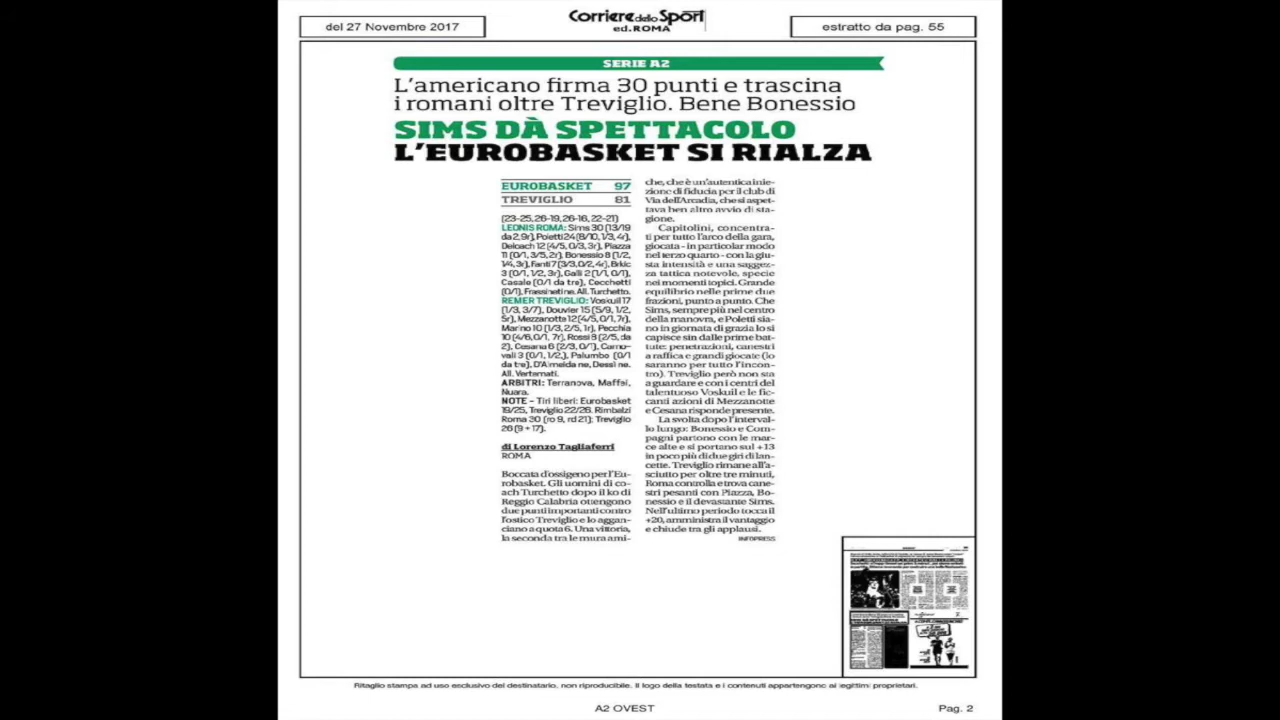 del 27 Novembre 2017
Corriere dello Sport
ed.ROMA
estratto da pag. 55
SERIE A2
L'americano firma 30 punti e trascina
i romani oltre Treviglio. Bene Bonessio
SIMS DÀ SPETTACOLO
L'EUROBASKET SI RIALZA
EUROBASKET 97
TREVIGLIO 81
(23-25, 26-19, 26-16, 22-21)
LEONIS ROMA: Sims 30 (13/19
da 2, 9r), Poletti 24 (8/10, 1/3, 4r),
Deloach 12 (4/5, 0/3, 3r), Piazza
11 (0/1, 3/5, 2r), Bonessio 8 (1/2,
1/4, 3r), Fanti 7 (3/3, 0/2, 4r), Brkic
3 (0/1, 1/2, 3r), Galli 2 (1/1, 0/1),
Casale (0/1 da tre), Cecchetti
(0/1), Frassineti ne. All. Turchetto.
REMER TREVIGLIO: Voskuil 17
(1/3, 3/7), Douvier 15 (5/9, 1/2,
5r), Mezzanotte 12 (4/5, 0/1, 7r),
Marino 10 (1/3, 2/5, 1r), Pecchia
10 (4/6, 0/1, 7r), Rossi 8 (2/5, da
2), Cesana 6 (2/3, 0/1), Carno-
vali 3 (0/1, 1/2,), Palumbo (0/1
da tre), D'Almeida ne, Dessì ne.
All. Vertemati.
ARBITRI: Terranova, Maffei,
Nuara.
NOTE – Tiri liberi: Eurobasket
19/25, Treviglio 22/26. Rimbalzi
Roma 30 (ro 9, rd 21); Treviglio
26 (9 + 17).
di Lorenzo Tagliaferri
ROMA
Boccata d'ossigeno per l'Eu-
robasket. Gli uomini di co-
ach Turchetto dopo il ko di
Reggio Calabria ottengono
due punti importanti contro
l'ostico Treviglio e lo aggan-
ciano a quota 6. Una vittoria,
la seconda tra le mura ami-
che, che è un'autentica inie-
zione di fiducia per il club di
Via dell'Arcadia, che si aspet-
tava ben altro avvio di sta-
gione.
Capitolini, concentra-
ti per tutto l'arco della gara,
giocata - in particolar modo
nel terzo quarto - con la giu-
sta intensità e una saggez-
za tattica notevole, specie
nei momenti topici. Grande
equilibrio nelle prime due
frazioni, punto a punto. Che
Sims, sempre più nel centro
della manovra, e Poletti sia-
no in giornata di grazia lo si
capisce sin dalle prime bat-
tute: penetrazioni, canestri
a raffica e grandi giocate (lo
saranno per tutto l'incon-
tro). Treviglio però non sta
a guardare e con i centri del
talentuoso Voskuil e le fic-
canti azioni di Mezzanotte
e Cesana risponde presente.
La svolta dopo l'interval-
lo lungo: Bonessio e Com-
pagni partono con le mar-
ce alte e si portano sul +13
in poco più di due giri di lan-
cette. Treviglio rimane all'a-
sciutto per oltre tre minuti,
Roma controlla e trova cane-
stri pesanti con Piazza, Bo-
nessio e il devastante Sims.
Nell'ultimo periodo tocca il
+20, amministra il vantaggio
e chiude tra gli applausi.
INFOPRESS
Ritaglio stampa ad uso esclusivo del destinatario, non riproducibile. Il logo della testata e i contenuti appartengono ai legittimi proprietari.
A2 OVEST
Pag. 2